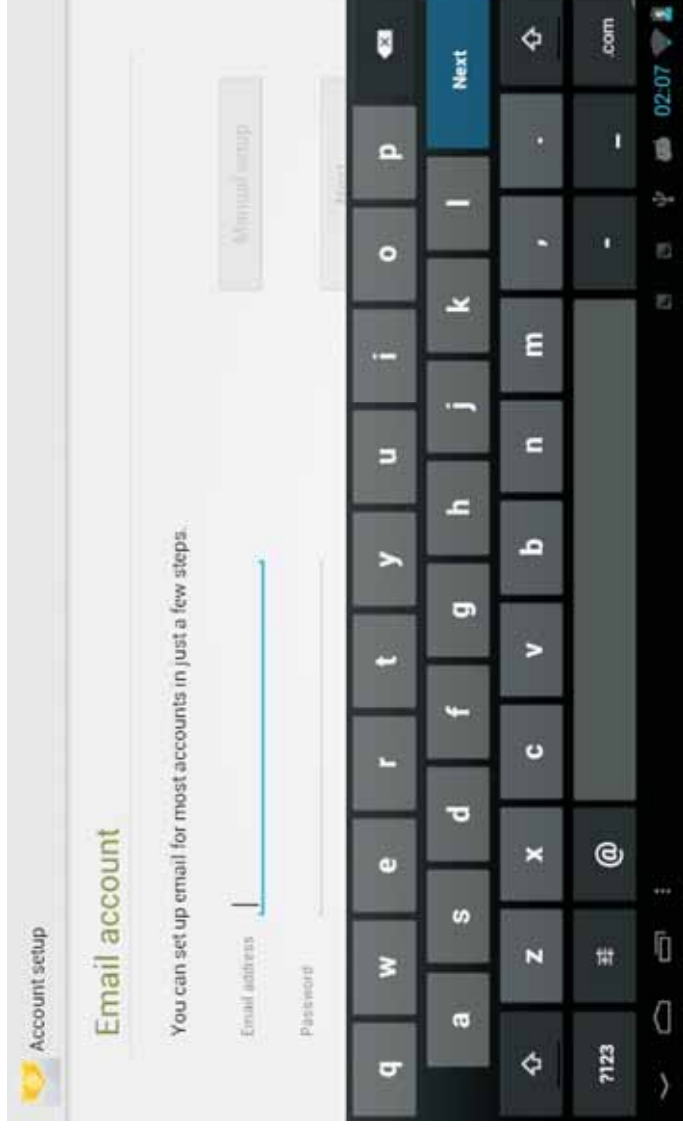 Account setup
Email account
You can set up email for most accounts in just a few steps.
Email address
Password
Manual setup
Next
q w e r t y u i o p
a s d f g h j k l Next
z x c v b n m , .
?123 @ - _ .com
02:07